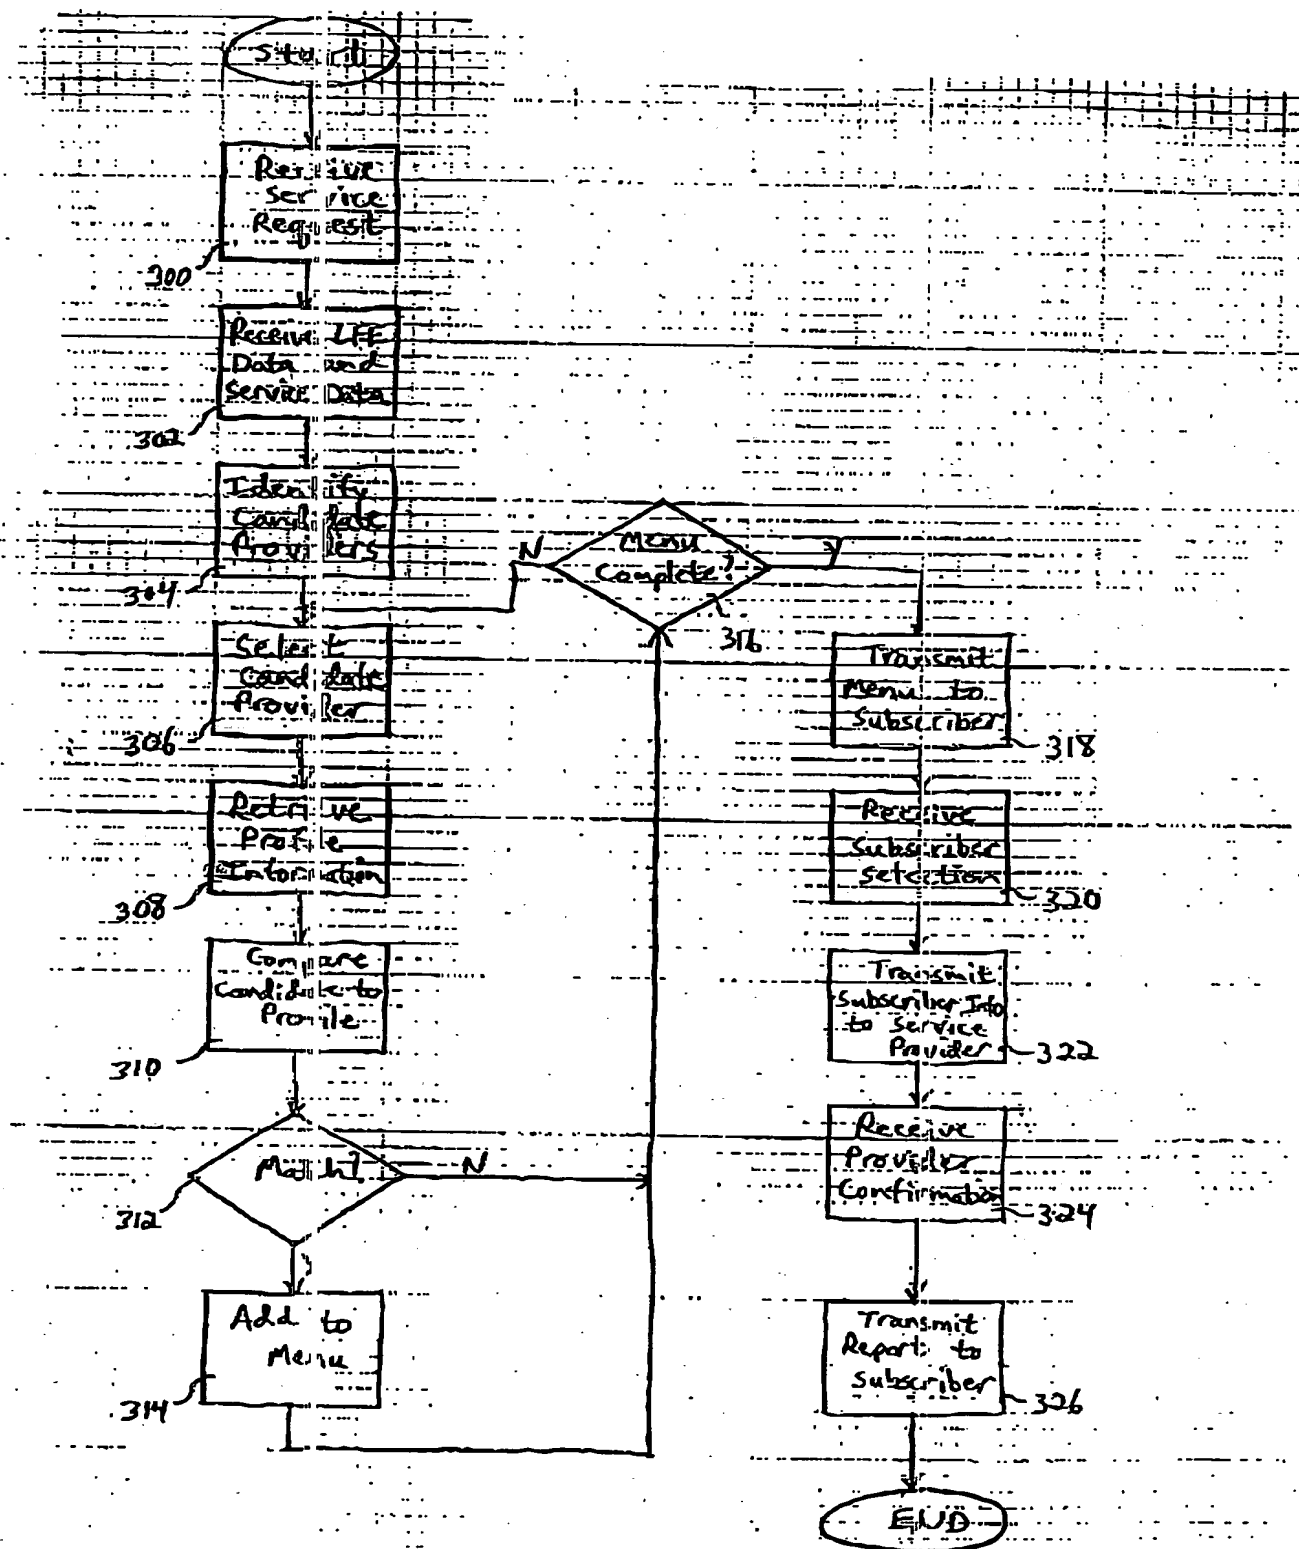 Start
Receive
Service
Request
300
Receive LFE
Data and
Service Data
302
Identify
Candidate
Providers
304
Select
Candidate
Provider
306
Retrieve
Profile
Information
308
Compare
Candidate to
Profile
310
Match?
N
312
Add to
Menu
314
Menu
Complete?
N
Y
316
Transmit
Menu to
Subscriber
318
Receive
Subscriber
Selection
320
Transmit
Subscriber Info
to Service
Provider
322
Receive
Provider
Confirmation
324
Transmit
Report to
Subscriber
326
END